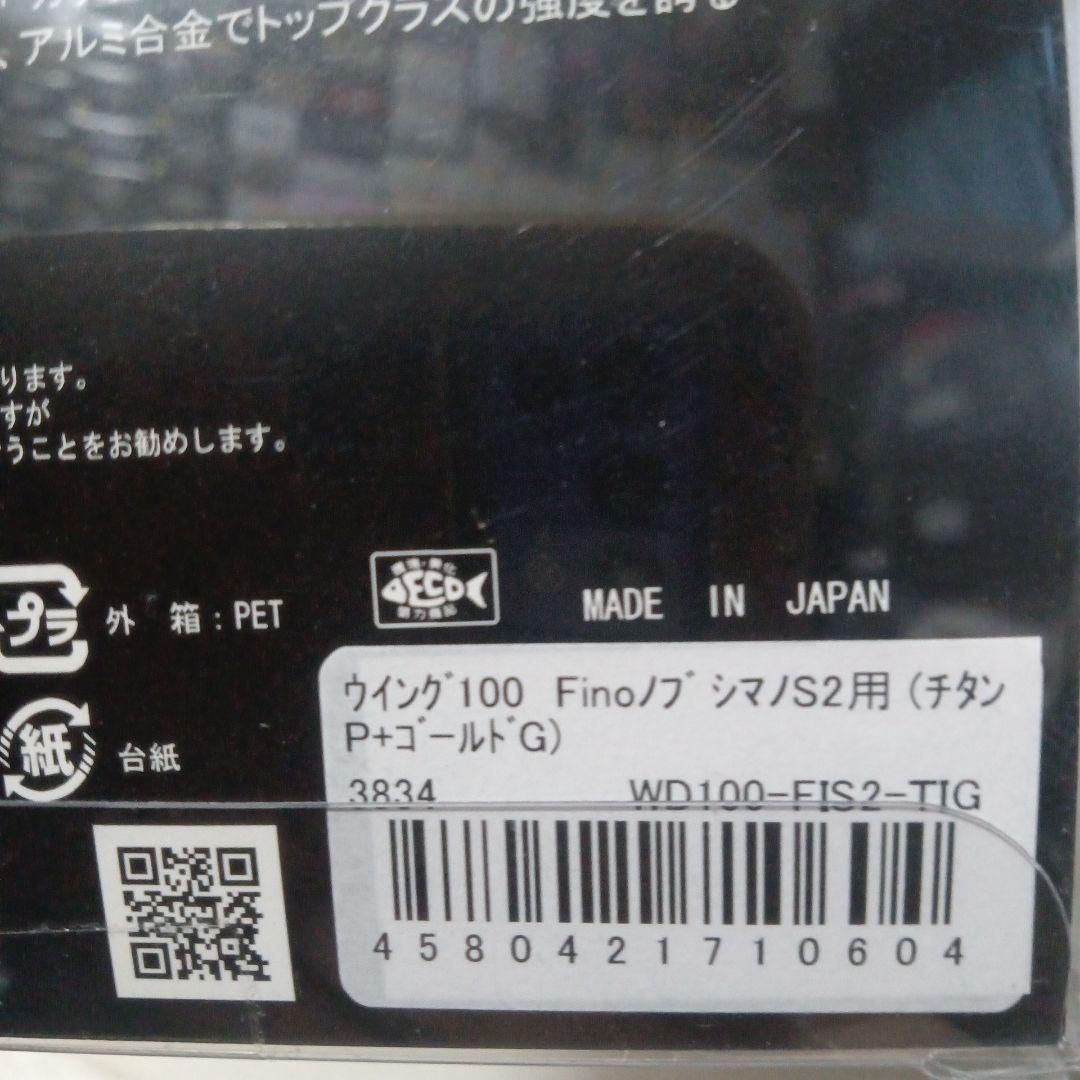 、アルミ合金でトップクラスの強度を誇る
ります。
すが
うことをお勧めします。
プラ
外　箱：PET
ECO
MADE IN JAPAN
紙
台紙
ｳｲﾝｸﾞ100 Finoﾉﾌﾞ ｼﾏﾉS2用 (ﾁﾀﾝ
P+ｺﾞｰﾙﾄﾞG)
3834 WD100-FIS2-TIG
4580421710604